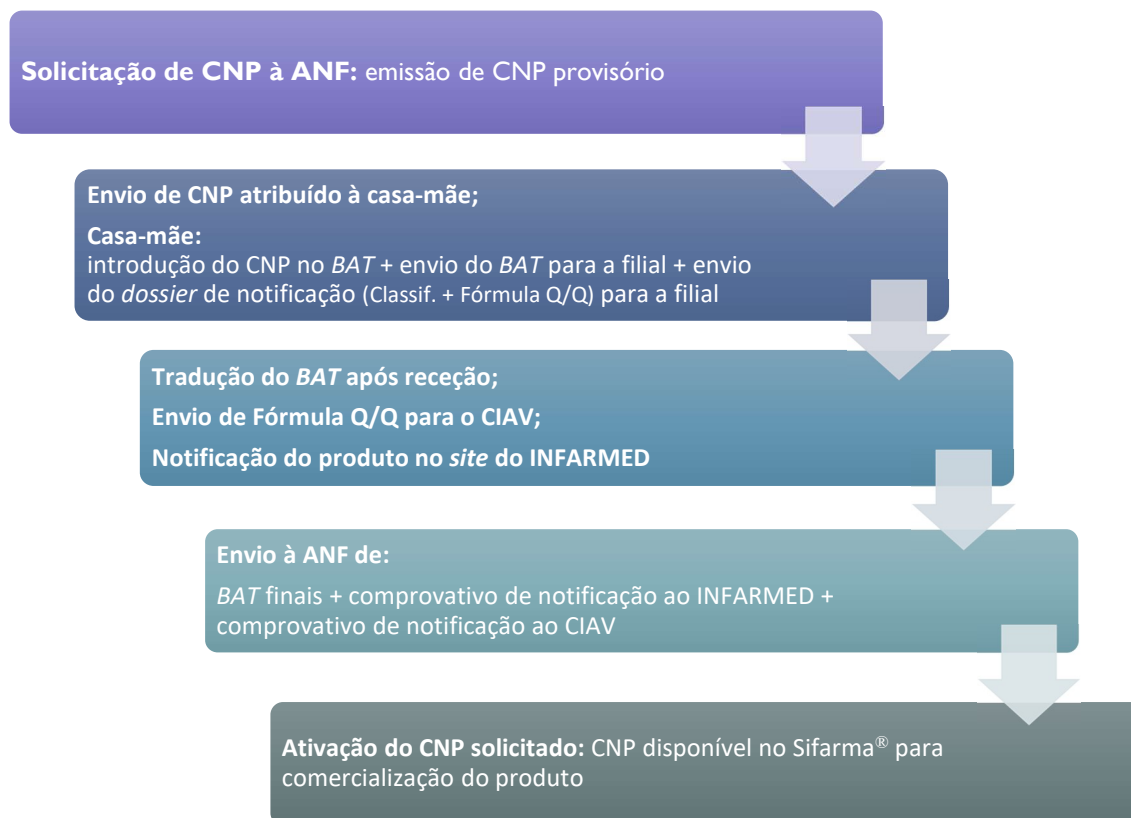 Solicitação de CNP à ANF: emissão de CNP provisório
Envio de CNP atribuído à casa-mãe;
Casa-mãe:
introdução do CNP no BAT + envio do BAT para a filial + envio
do dossier de notificação (Classif. + Fórmula Q/Q) para a filial
Tradução do BAT após receção;
Envio de Fórmula Q/Q para o CIAV;
Notificação do produto no site do INFARMED
Envio à ANF de:
BAT finais + comprovativo de notificação ao INFARMED +
comprovativo de notificação ao CIAV
Ativação do CNP solicitado: CNP disponível no Sifarma® para
comercialização do produto